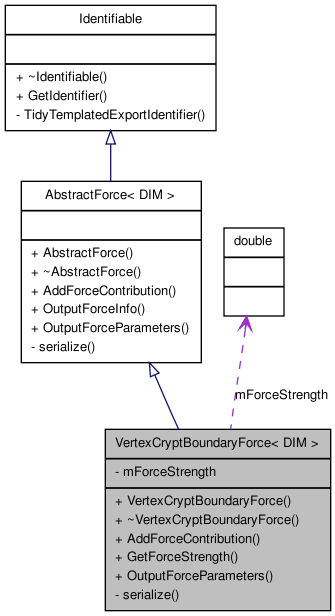 Identifiable
+ ~Identifiable()
+ GetIdentifier()
- TidyTemplatedExportIdentifier()
AbstractForce< DIM >
+ AbstractForce()
+ ~AbstractForce()
+ AddForceContribution()
+ OutputForceInfo()
+ OutputForceParameters()
- serialize()
double
mForceStrength
VertexCryptBoundaryForce< DIM >
- mForceStrength
+ VertexCryptBoundaryForce()
+ ~VertexCryptBoundaryForce()
+ AddForceContribution()
+ GetForceStrength()
+ OutputForceParameters()
- serialize()